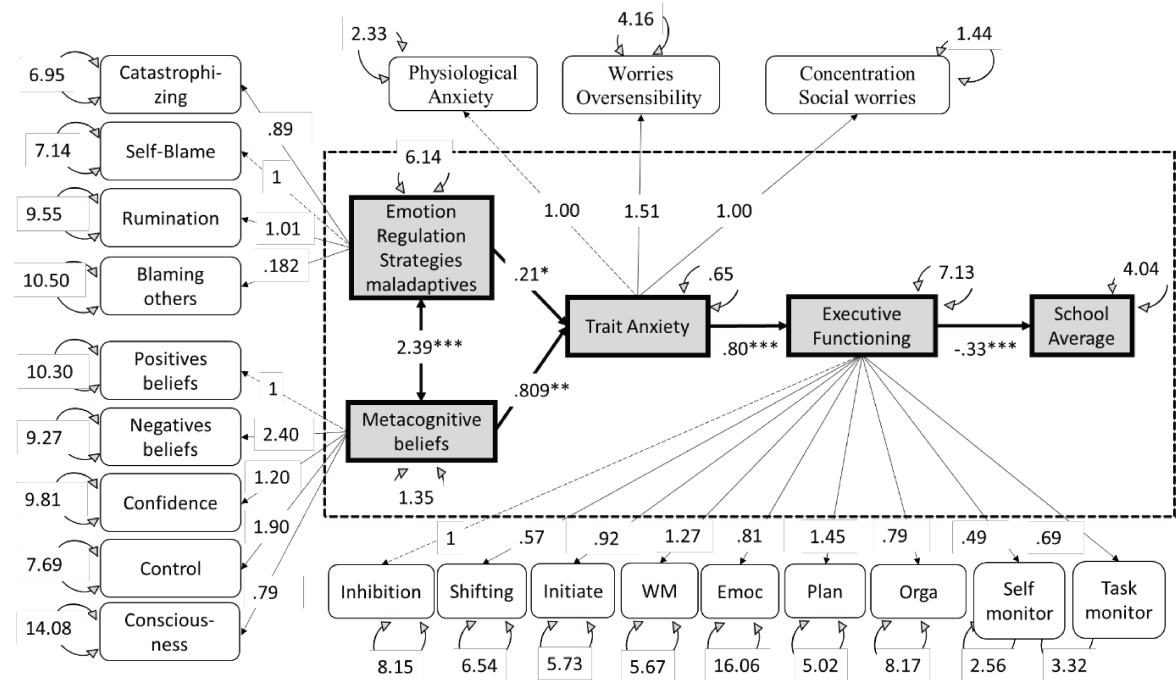 2.33
4.16
1.44
6.95
Catastrophi-
zing
Physiological
Anxiety
Worries
Oversensibility
Concentration
Social worries
.89
7.14
Self-Blame
1
6.14
9.55
Rumination
1.01
Emotion
Regulation
Strategies
maladaptives
1.00
1.51
1.00
10.50
Blaming
others
.182
.21*
.65
7.13
4.04
Trait Anxiety
Executive
Functioning
School
Average
2.39***
.80***
-.33***
10.30
Positives
beliefs
1
.809**
9.27
Negatives
beliefs
2.40
Metacognitive
beliefs
9.81
Confidence
1.20
1.35
7.69
Control
1.90
14.08
Conscious-
ness
.79
1
.57
.92
1.27
.81
1.45
.79
.49
.69
Inhibition
Shifting
Initiate
WM
Emoc
Plan
Orga
Self
monitor
Task
monitor
8.15
6.54
5.73
5.67
16.06
5.02
8.17
2.56
3.32